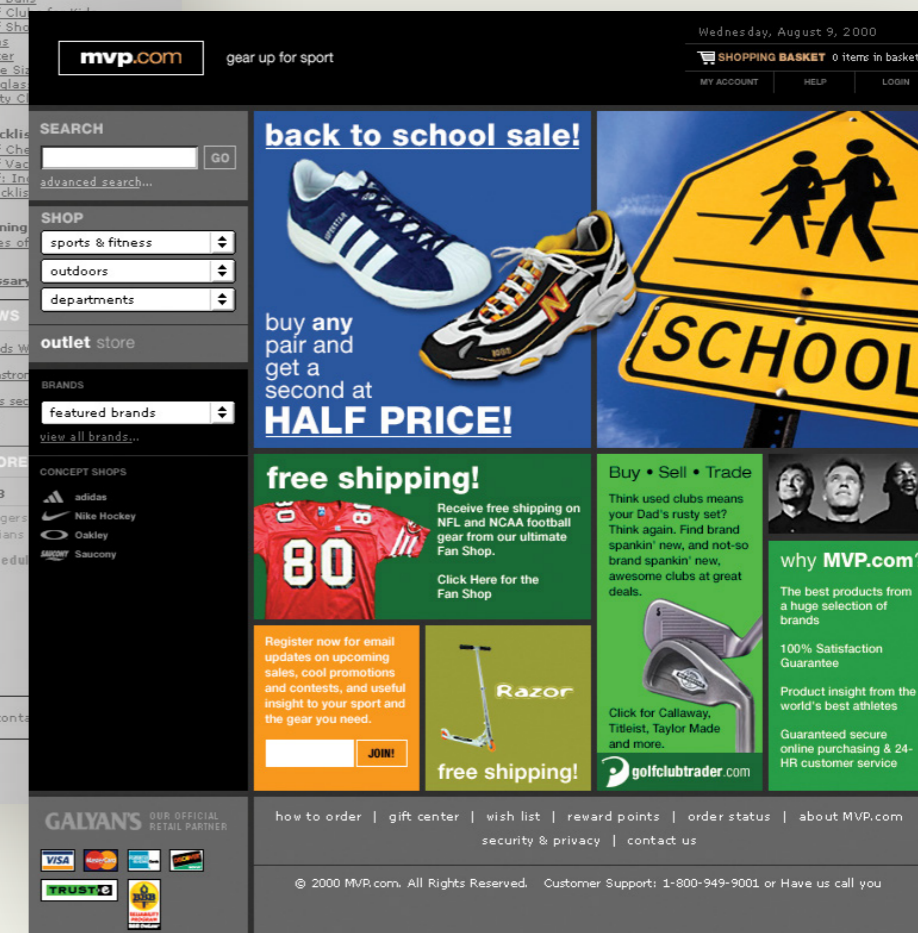 mvp.com
gear up for sport
Wednesday, August 9, 2000
SHOPPING BASKET 0 items in basket
MY ACCOUNT
HELP
LOGIN
SEARCH
GO
advanced search...
SHOP
sports & fitness
outdoors
departments
outlet store
BRANDS
featured brands
view all brands...
CONCEPT SHOPS
adidas
Nike Hockey
Oakley
SAUCONY Saucony
back to school sale!
SUPERSTAR
N
buy any
pair and
get a
second at
HALF PRICE!
SCHOOL
free shipping!
80
80
80
Receive free shipping on
NFL and NCAA football
gear from our ultimate
Fan Shop.
Click Here for the
Fan Shop
Register now for email
updates on upcoming
sales, cool promotions
and contests, and useful
insight to your sport and
the gear you need.
JOIN!
Razor
free shipping!
Buy • Sell • Trade
Think used clubs means
your Dad's rusty set?
Think again. Find brand
spankin' new, and not-so
brand spankin' new,
awesome clubs at great
deals.
Click for Callaway,
Titleist, Taylor Made
and more.
golfclubtrader.com
why MVP.com?
The best products from
a huge selection of
brands
100% Satisfaction
Guarantee
Product insight from the
world's best athletes
Guaranteed secure
online purchasing & 24-
HR customer service
GALYAN'S OUR OFFICIAL
RETAIL PARTNER
VISA
MasterCard
DISCOVER
TRUST-E
BBB
RELIABILITY
PROGRAM
how to order | gift center | wish list | reward points | order status | about MVP.com
security & privacy | contact us
© 2000 MVP.com. All Rights Reserved. Customer Support: 1-800-949-9001 or Have us call you